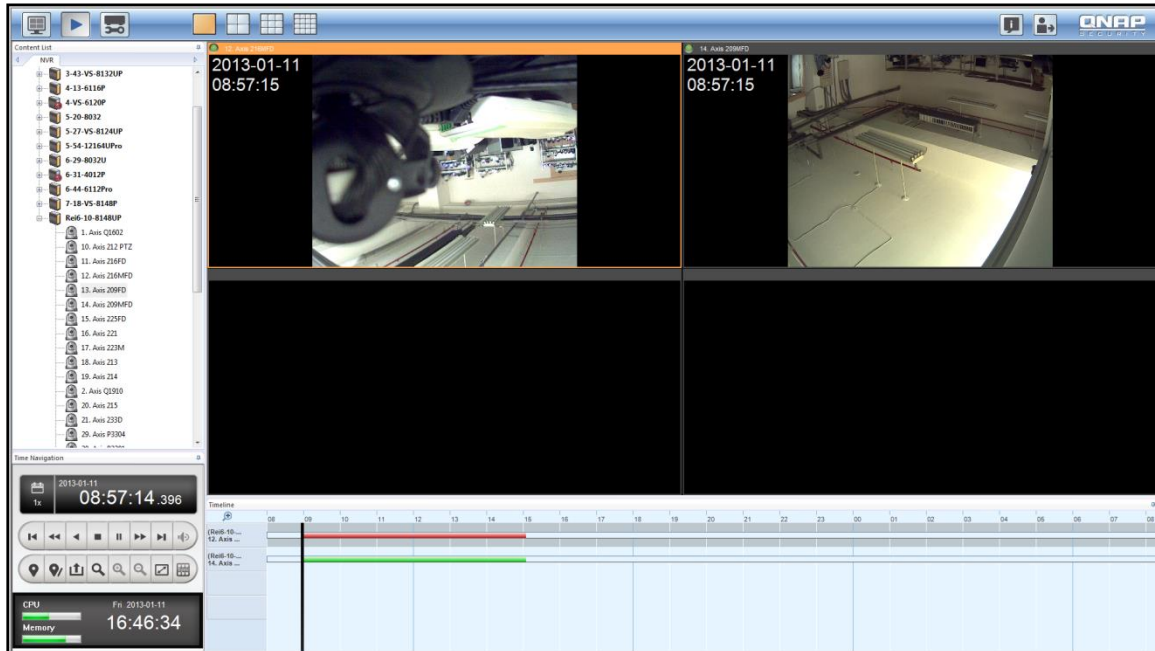 QNAP
SECURITY
Content List
NVR
3-43-VS-8132UP
4-13-6116P
4-VS-6120P
5-20-8032
5-27-VS-8124UP
5-54-12164UPro
6-29-8032U
6-31-4012P
6-44-6112Pro
7-18-VS-8148P
Rei6-10-8148UP
1. Axis Q1602
10. Axis 212 PTZ
11. Axis 216FD
12. Axis 216MFD
13. Axis 209FD
14. Axis 209MFD
15. Axis 225FD
16. Axis 221
17. Axis 223M
18. Axis 213
19. Axis 214
2. Axis Q1910
20. Axis 215
21. Axis 233D
29. Axis P3304
12. Axis 216MFD
2013-01-11
08:57:15
14. Axis 209MFD
2013-01-11
08:57:15
Time Navigation
1x
2013-01-11
08:57:14.396
CPU
Memory
Fri 2013-01-11
16:46:34
Timeline
08 09 10 11 12 13 14 15 16 17 18 19 20 21 22 23 00 01 02 03 04 05 06 07 08
(Rei6-10-...
12. Axis ...
(Rei6-10-...
14. Axis ...